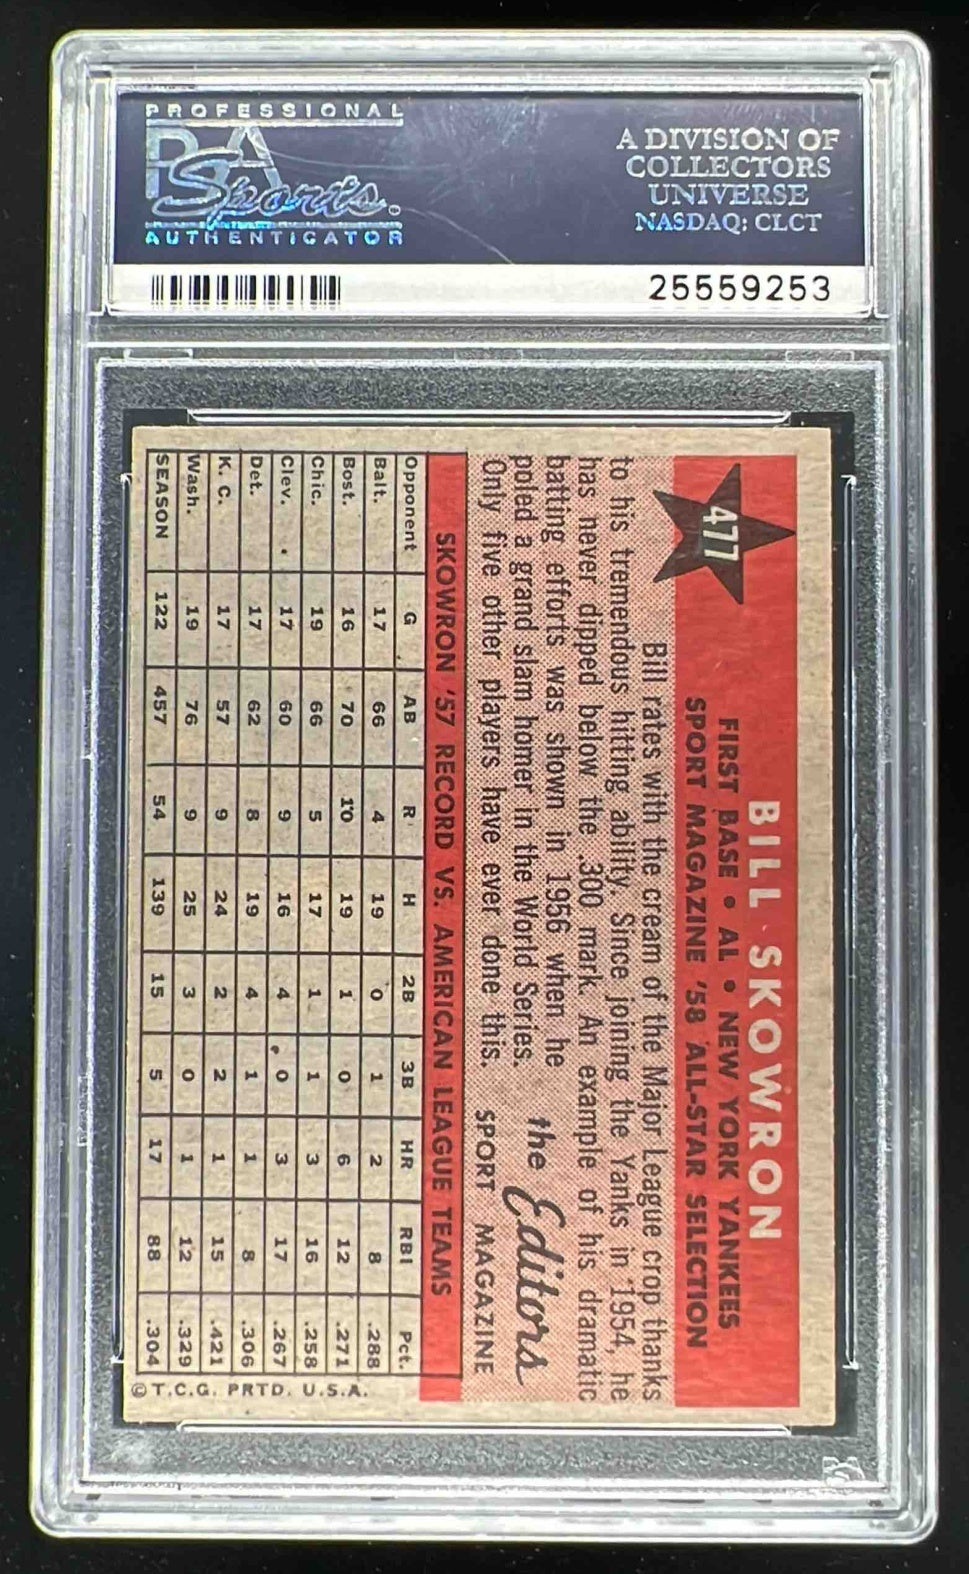 PROFESSIONAL
PSA
Sports.
AUTHENTICATOR
A DIVISION OF
COLLECTORS
UNIVERSE
NASDAQ: CLCT
25559253
477
BILL SKOWRON
FIRST BASE • AL • NEW YORK YANKEES
SPORT MAGAZINE '58 ALL-STAR SELECTION
Bill rates with the cream of the Major League crop thanks
to his tremendous hitting ability. Since joining the Yanks in 1954, he
has never dipped below the .300 mark. An example of his dramatic
batting efforts was shown in 1956 when he
poled a grand slam homer in the World Series.
Only five other players have ever done this.
the Editors
SPORT MAGAZINE
SKOWRON '57 RECORD VS. AMERICAN LEAGUE TEAMS
Opponent G AB R H 2B 3B HR RBI Pct.
Balt. 17 66 4 19 0 1 2 8 .288
Bost. 16 70 10 19 1 0 6 12 .271
Chic. 19 66 5 17 1 1 3 16 .258
Clev. 17 60 9 16 4 0 3 17 .267
Det. 17 62 8 19 4 1 1 8 .306
K. C. 17 57 9 24 2 2 1 15 .421
Wash. 19 76 9 25 3 0 1 12 .329
SEASON 122 457 54 139 15 5 17 88 .304
© T.C.G. PRTD. U.S.A.